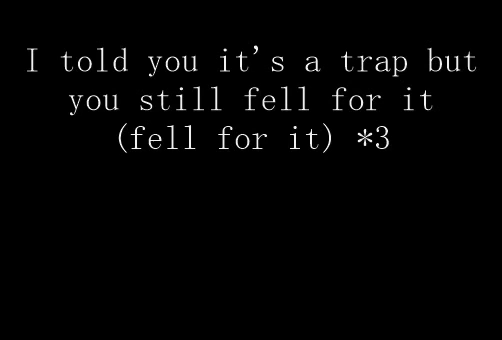 I told you it's a trap but
you still fell for it
(fell for it) *3